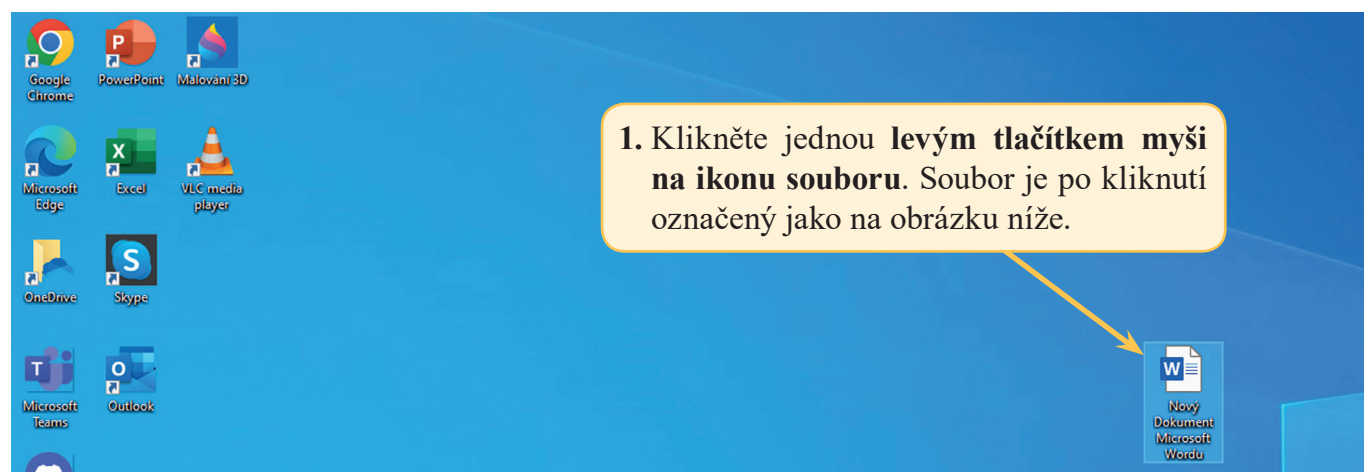 Google
Chrome
PowerPoint
Malování 3D
1. Klikněte jednou levým tlačítkem myši
na ikonu souboru. Soubor je po kliknutí
označený jako na obrázku níže.
Microsoft
Edge
Excel
VLC media
player
OneDrive
Skype
Microsoft
Teams
Outlook
Nový
Dokument
Microsoft
Wordu